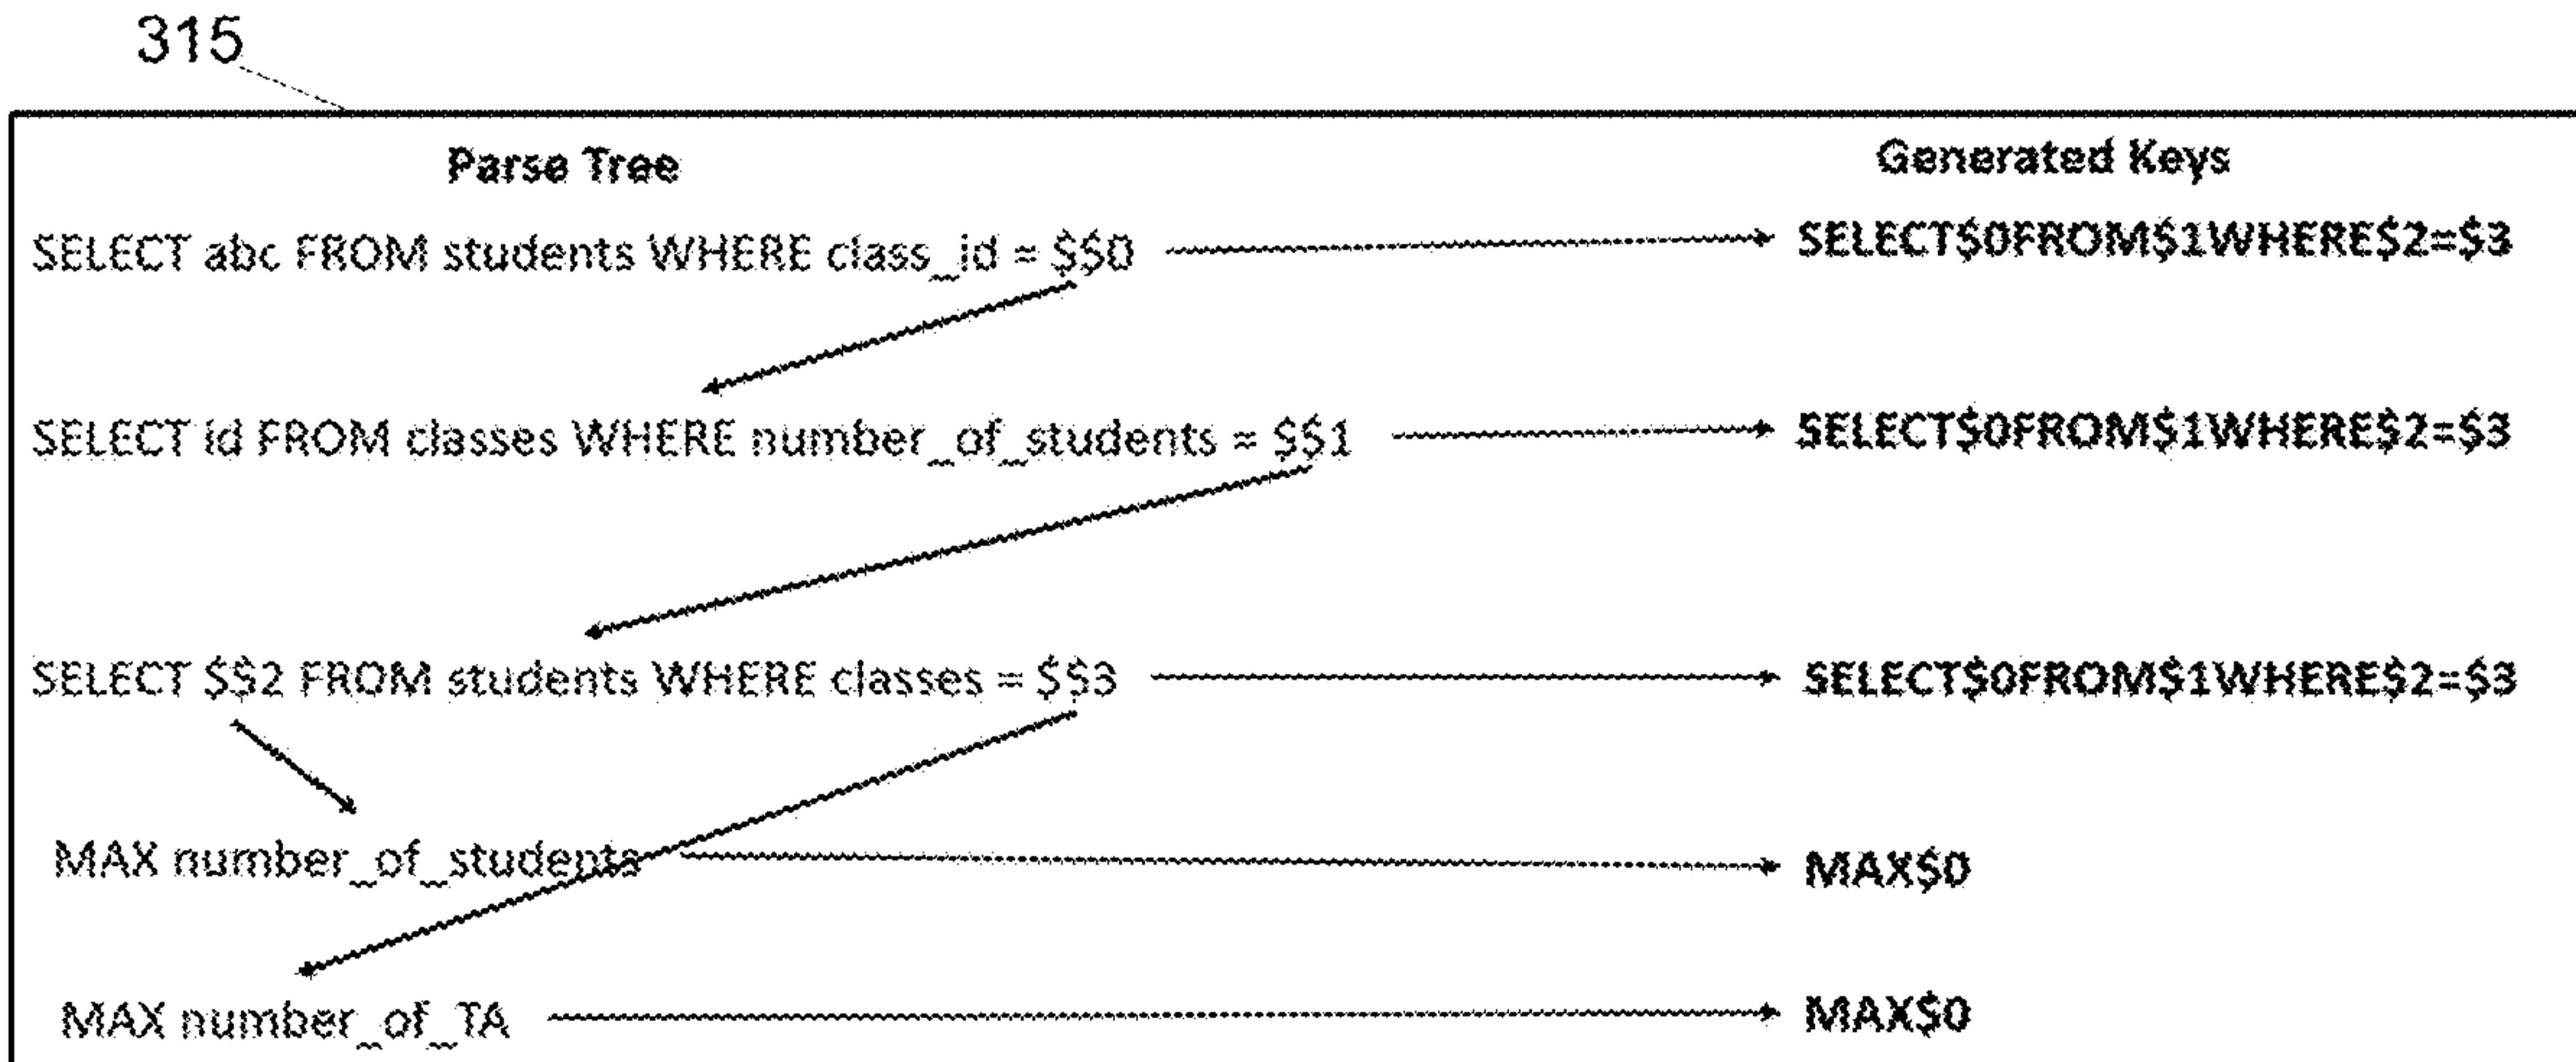 315
Parse Tree Generated Keys
SELECT abc FROM students WHERE class_id = $$0 SELECT$0FROM$1WHERE$2=$3
SELECT id FROM classes WHERE number_of_students = $$1 SELECT$0FROM$1WHERE$2=$3
SELECT $$2 FROM students WHERE classes = $$3 SELECT$0FROM$1WHERE$2=$3
MAX number_of_students MAX$0
MAX number_of_TA MAX$0